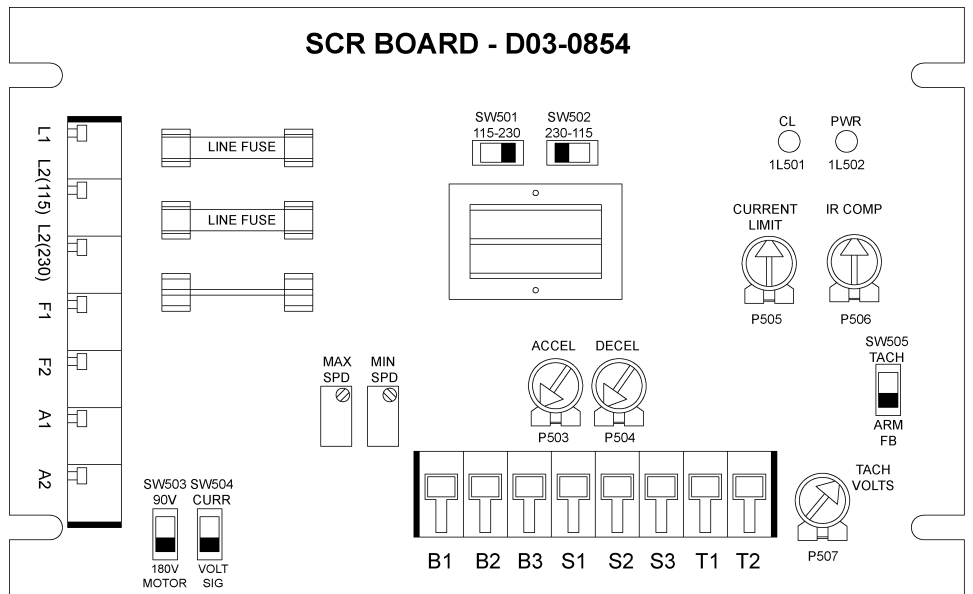 SCR BOARD - D03-0854
L1
L2(115)
L2(230)
F1
F2
A1
A2
LINE FUSE
LINE FUSE
SW501
115-230
SW502
230-115
CL
1L501
PWR
1L502
CURRENT
LIMIT
P505
IR COMP
P506
SW505
TACH
ARM
FB
MAX
SPD
MIN
SPD
ACCEL
P503
DECEL
P504
TACH
VOLTS
P507
SW503
90V
180V
MOTOR
SW504
CURR
VOLT
SIG
B1 B2 B3 S1 S2 S3 T1 T2